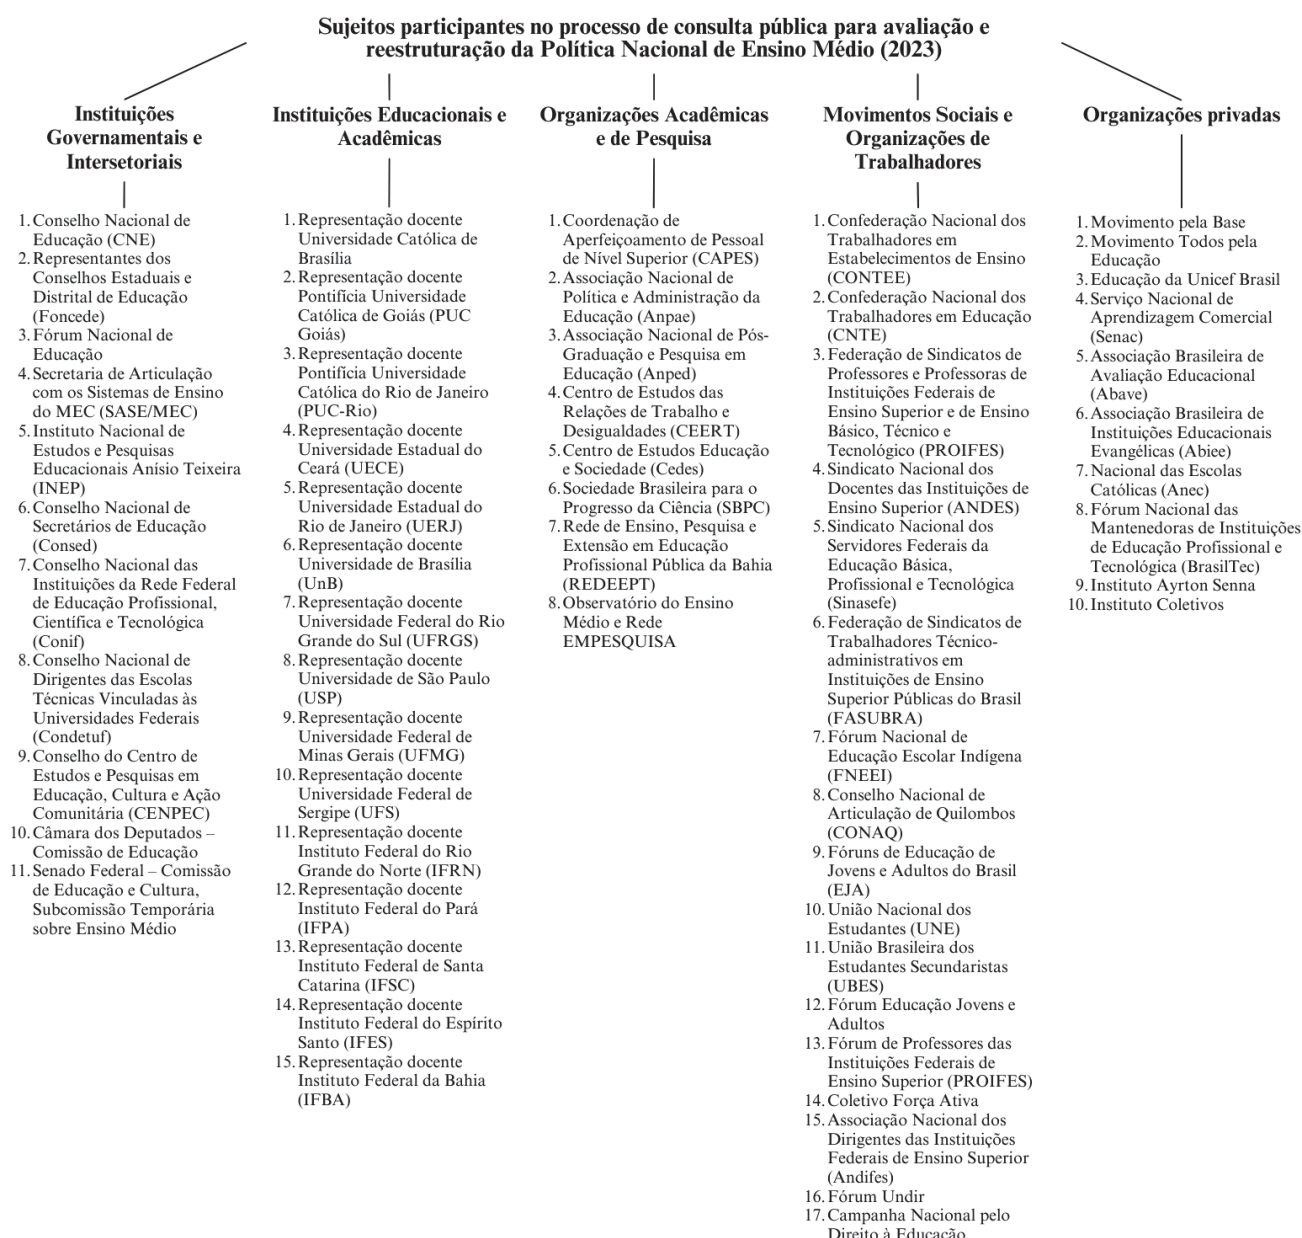 Sujeitos participantes no processo de consulta pública para avaliação e
reestruturação da Política Nacional de Ensino Médio (2023)
Instituições
Governamentais e
Intersetoriais
1. Conselho Nacional de
Educação (CNE)
2. Representantes dos
Conselhos Estaduais e
Distrital de Educação
(Foncede)
3. Fórum Nacional de
Educação
4. Secretaria de Articulação
com os Sistemas de Ensino
do MEC (SASE/MEC)
5. Instituto Nacional de
Estudos e Pesquisas
Educacionais Anísio Teixeira
(INEP)
6. Conselho Nacional de
Secretários de Educação
(Consed)
7. Conselho Nacional das
Instituições da Rede Federal
de Educação Profissional,
Científica e Tecnológica
(Conif)
8. Conselho Nacional de
Dirigentes das Escolas
Técnicas Vinculadas às
Universidades Federais
(Condetuf)
9. Conselho do Centro de
Estudos e Pesquisas em
Educação, Cultura e Ação
Comunitária (CENPEC)
10. Câmara dos Deputados –
Comissão de Educação
11. Senado Federal – Comissão
de Educação e Cultura,
Subcomissão Temporária
sobre Ensino Médio
Instituições Educacionais e
Acadêmicas
1. Representação docente
Universidade Católica de
Brasília
2. Representação docente
Pontifícia Universidade
Católica de Goiás (PUC
Goiás)
3. Representação docente
Pontifícia Universidade
Católica do Rio de Janeiro
(PUC-Rio)
4. Representação docente
Universidade Estadual do
Ceará (UECE)
5. Representação docente
Universidade Estadual do
Rio de Janeiro (UERJ)
6. Representação docente
Universidade de Brasília
(UnB)
7. Representação docente
Universidade Federal do Rio
Grande do Sul (UFRGS)
8. Representação docente
Universidade de São Paulo
(USP)
9. Representação docente
Universidade Federal de
Minas Gerais (UFMG)
10. Representação docente
Universidade Federal de
Sergipe (UFS)
11. Representação docente
Instituto Federal do Rio
Grande do Norte (IFRN)
12. Representação docente
Instituto Federal do Pará
(IFPA)
13. Representação docente
Instituto Federal de Santa
Catarina (IFSC)
14. Representação docente
Instituto Federal do Espírito
Santo (IFES)
15. Representação docente
Instituto Federal da Bahia
(IFBA)
Organizações Acadêmicas
e de Pesquisa
1. Coordenação de
Aperfeiçoamento de Pessoal
de Nível Superior (CAPES)
2. Associação Nacional de
Política e Administração da
Educação (Anpae)
3. Associação Nacional de Pós-
Graduação e Pesquisa em
Educação (Anped)
4. Centro de Estudos das
Relações de Trabalho e
Desigualdades (CEERT)
5. Centro de Estudos Educação
e Sociedade (Cedes)
6. Sociedade Brasileira para o
Progresso da Ciência (SBPC)
7. Rede de Ensino, Pesquisa e
Extensão em Educação
Profissional Pública da Bahia
(REDEEPT)
8. Observatório do Ensino
Médio e Rede
EMPESQUISA
Movimentos Sociais e
Organizações de
Trabalhadores
1. Confederação Nacional dos
Trabalhadores em
Estabelecimentos de Ensino
(CONTEE)
2. Confederação Nacional dos
Trabalhadores em Educação
(CNTE)
3. Federação de Sindicatos de
Professores e Professoras de
Instituições Federais de
Ensino Superior e de Ensino
Básico, Técnico e
Tecnológico (PROIFES)
4. Sindicato Nacional dos
Docentes das Instituições de
Ensino Superior (ANDES)
5. Sindicato Nacional dos
Servidores Federais da
Educação Básica,
Profissional e Tecnológica
(Sinasefe)
6. Federação de Sindicatos de
Trabalhadores Técnico-
administrativos em
Instituições de Ensino
Superior Públicas do Brasil
(FASUBRA)
7. Fórum Nacional de
Educação Escolar Indígena
(FNEEI)
8. Conselho Nacional de
Articulação de Quilombos
(CONAQ)
9. Fóruns de Educação de
Jovens e Adultos do Brasil
(EJA)
10. União Nacional dos
Estudantes (UNE)
11. União Brasileira dos
Estudantes Secundaristas
(UBES)
12. Fórum Educação Jovens e
Adultos
13. Fórum de Professores das
Instituições Federais de
Ensino Superior (PROIFES)
14. Coletivo Força Ativa
15. Associação Nacional dos
Dirigentes das Instituições
Federais de Ensino Superior
(Andifes)
16. Fórum Undir
17. Campanha Nacional pelo
Direito à Educação
Organizações privadas
1. Movimento pela Base
2. Movimento Todos pela
Educação
3. Educação da Unicef Brasil
4. Serviço Nacional de
Aprendizagem Comercial
(Senac)
5. Associação Brasileira de
Avaliação Educacional
(Abave)
6. Associação Brasileira de
Instituições Educacionais
Evangélicas (Abiee)
7. Nacional das Escolas
Católicas (Anec)
8. Fórum Nacional das
Mantenedoras de Instituições
de Educação Profissional e
Tecnológica (BrasilTec)
9. Instituto Ayrton Senna
10. Instituto Coletivos